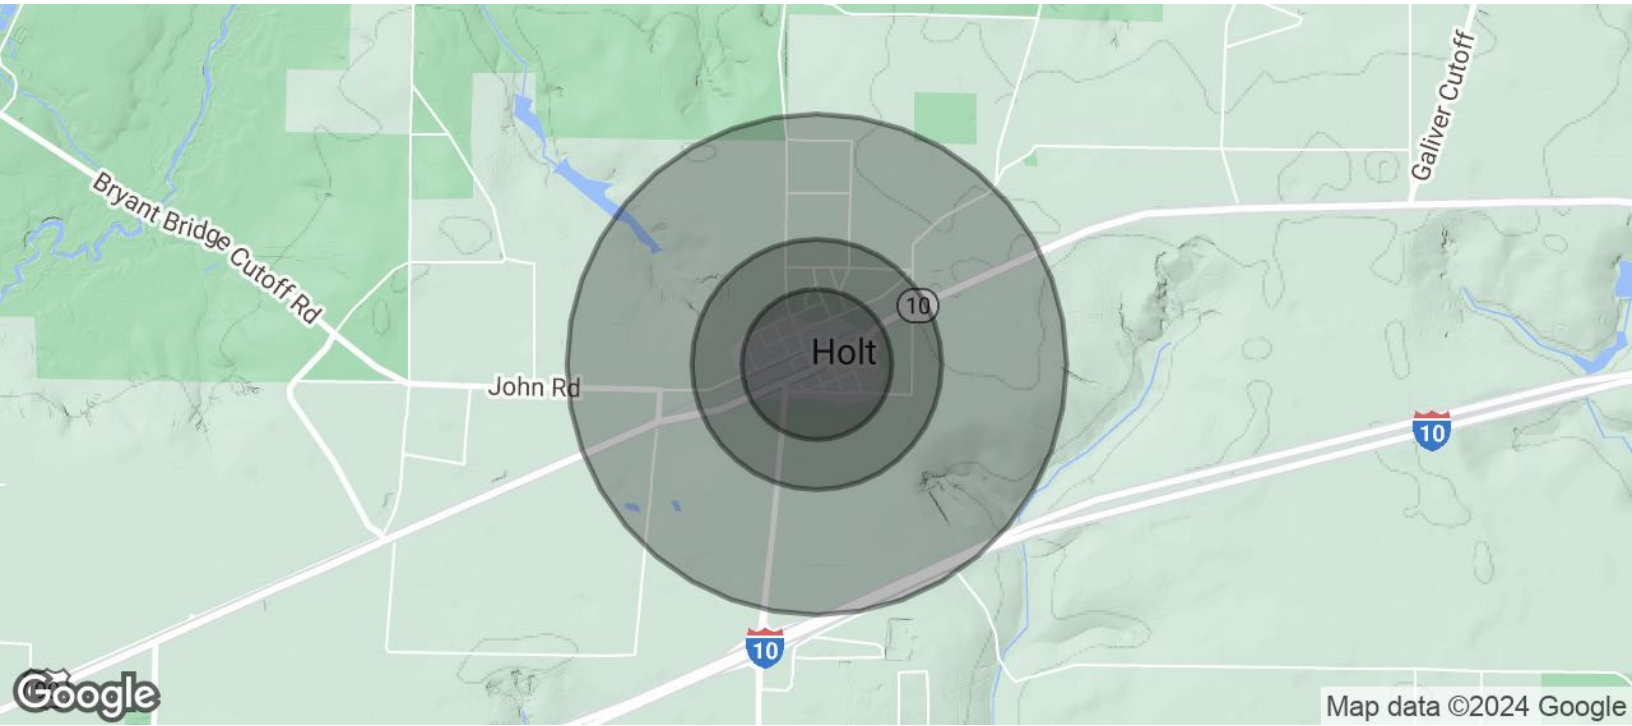 Galiver Cutoff
Bryant Bridge Cutoff Rd
10
Holt
John Rd
10
10
Google
Map data ©2024 Google